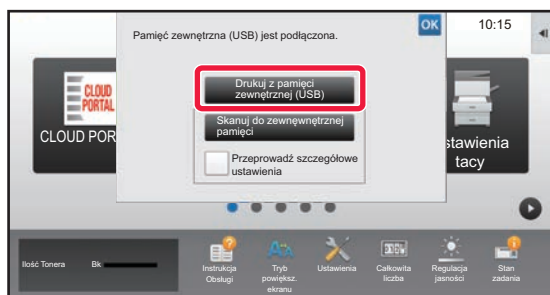 Pamięć zewnętrzna (USB) jest podłączona.
OK
10:15
Drukuj z pamięci
zewnętrznej (USB)
Skanuj do zewnęwnętrznej
pamięci
Przeprowadź szczegółowe
ustawienia
CLOUD
PORTAL
CLOUD POR
stawienia
tacy
Ilość Tonera
Bk
Instrukcja
Obsługi
Tryb
powiększ.
ekranu
Ustawienia
Całkowita
liczba
Regulacja
jasności
Stan
zadania